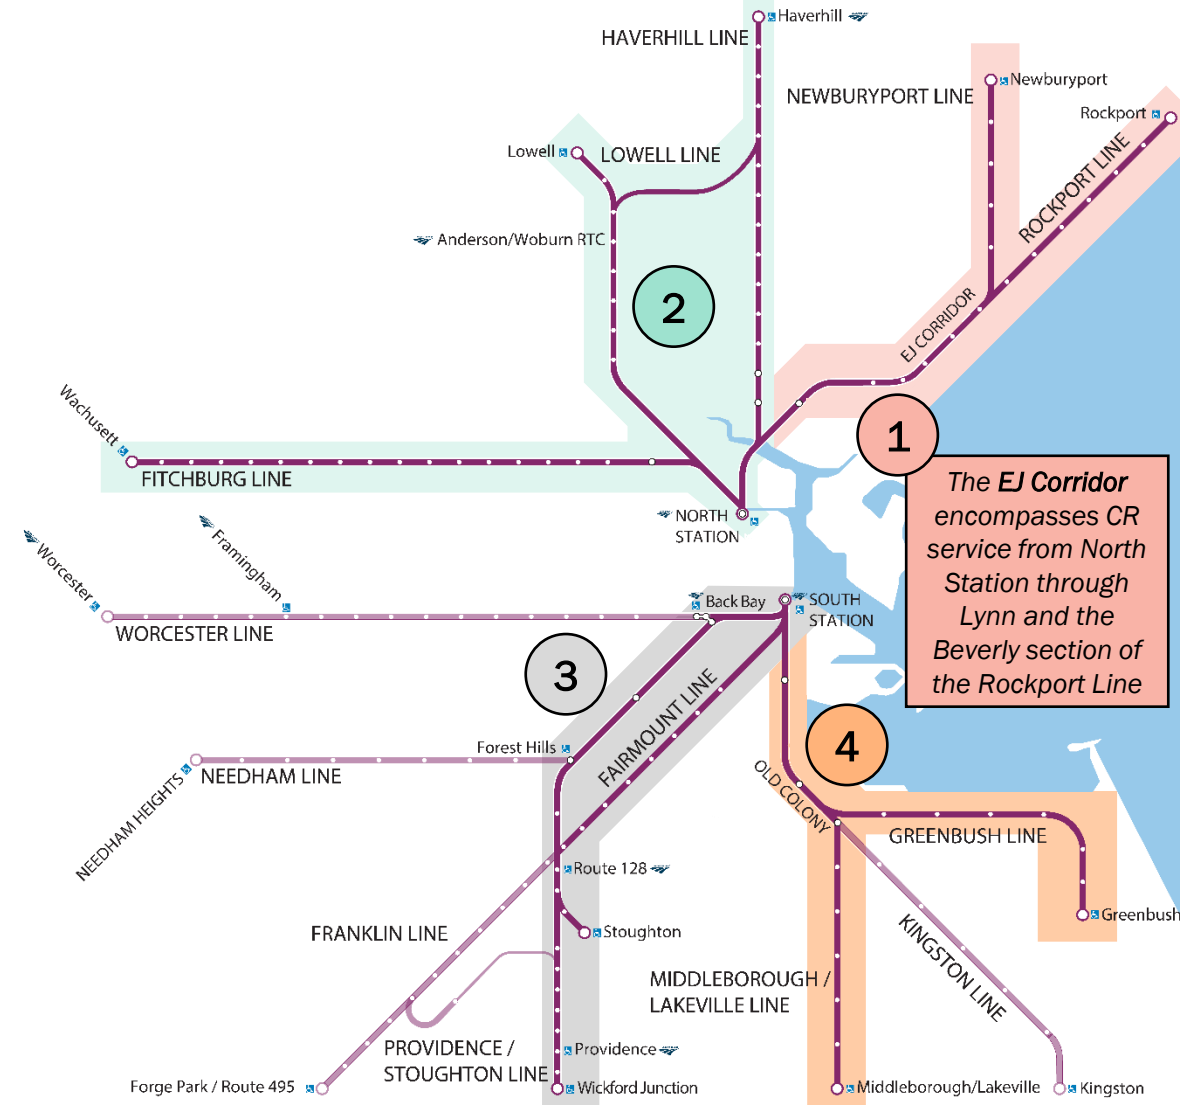 Haverhill
HAVERHILL LINE
Newburyport
NEWBURYPORT LINE
Rockport
ROCKPORT LINE
Lowell
LOWELL LINE
Anderson/Woburn RTC
2
EJ CORRIDOR
Wachusett
FITCHBURG LINE
1
The EJ Corridor
encompasses CR
service from North
Station through
Lynn and the
Beverly section of
the Rockport Line
NORTH
STATION
Worcester
Framingham
WORCESTER LINE
Back Bay
SOUTH
STATION
3
FAIRMOUNT LINE
4
Forest Hills
NEEDHAM LINE
NEEDHAM HEIGHTS
OLD COLONY
GREENBUSH LINE
Route 128
Greenbush
Stoughton
FRANKLIN LINE
KINGSTON LINE
MIDDLEBOROUGH /
LAKEVILLE LINE
PROVIDENCE /
STOUGHTON LINE
Providence
Forge Park / Route 495
Wickford Junction
Middleborough/Lakeville
Kingston